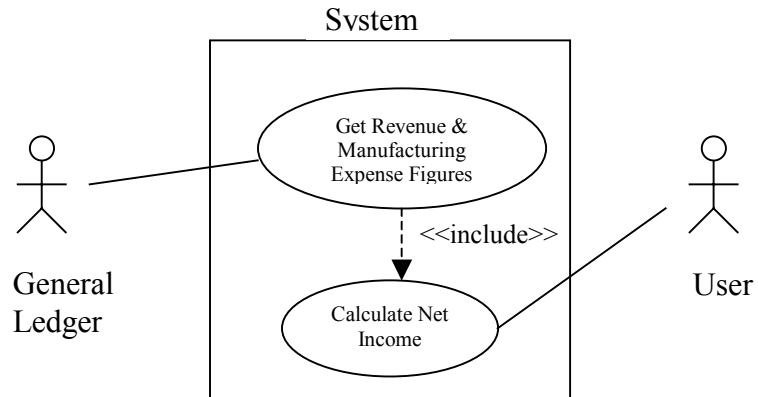 System
Get Revenue &
Manufacturing
Expense Figures
<<include>>
General
Ledger
User
Calculate Net
Income